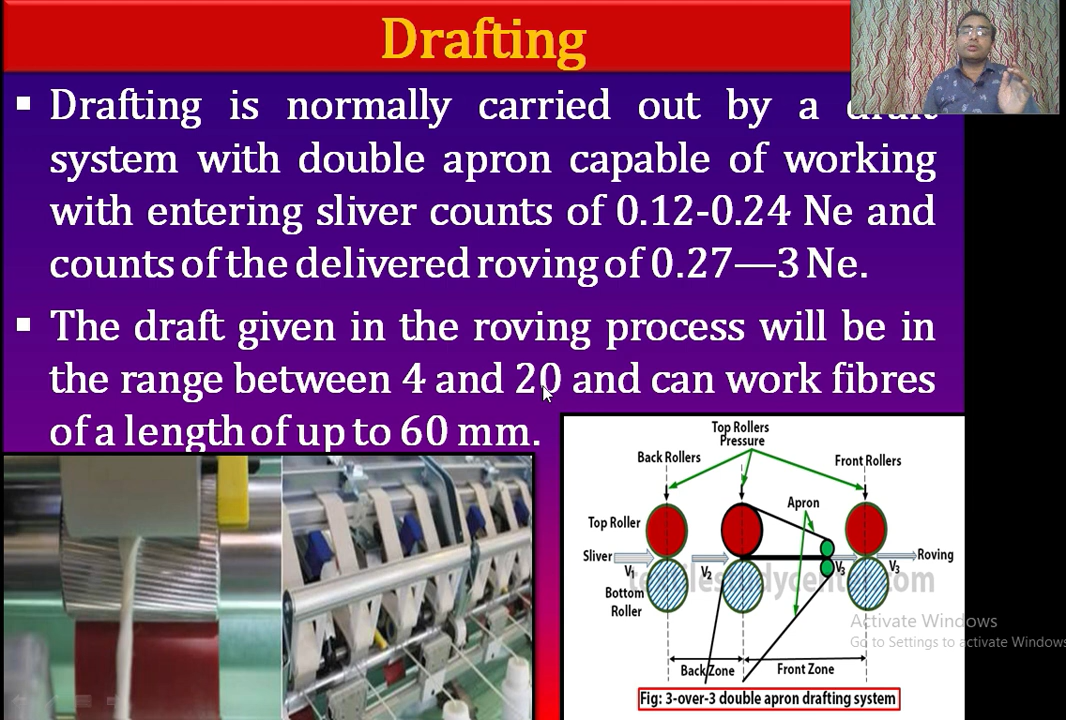 Drafting
▪ Drafting is normally carried out by a draft
system with double apron capable of working
with entering sliver counts of 0.12-0.24 Ne and
counts of the delivered roving of 0.27—3 Ne.
▪ The draft given in the roving process will be in
the range between 4 and 20 and can work fibres
of a length of up to 60 mm.
Top Rollers
Pressure
Back Rollers
Front Rollers
Apron
Top Roller
Sliver
Roving
V1
V2
V3
V3
Bottom
Roller
Activate Windows
Go to Settings to activate Windows
Back Zone
Front Zone
Fig: 3-over-3 double apron drafting system